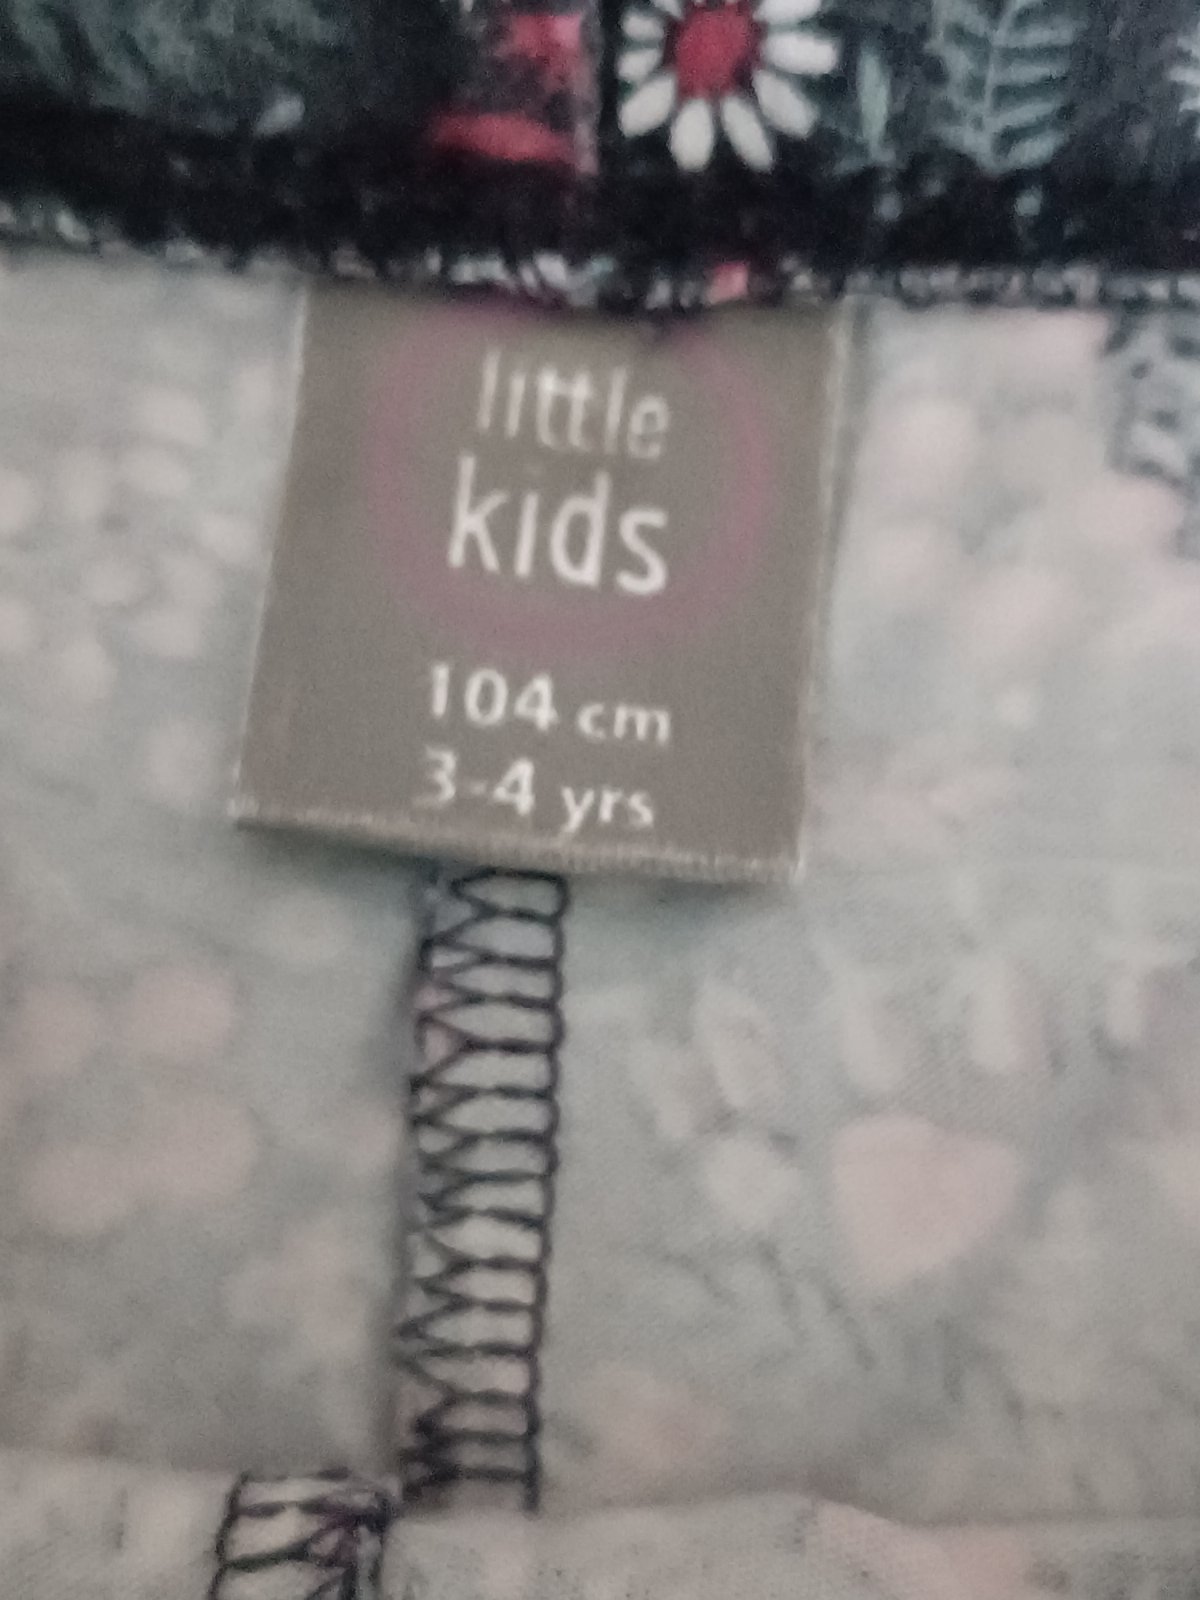 little
kids
104 cm
3-4 yrs